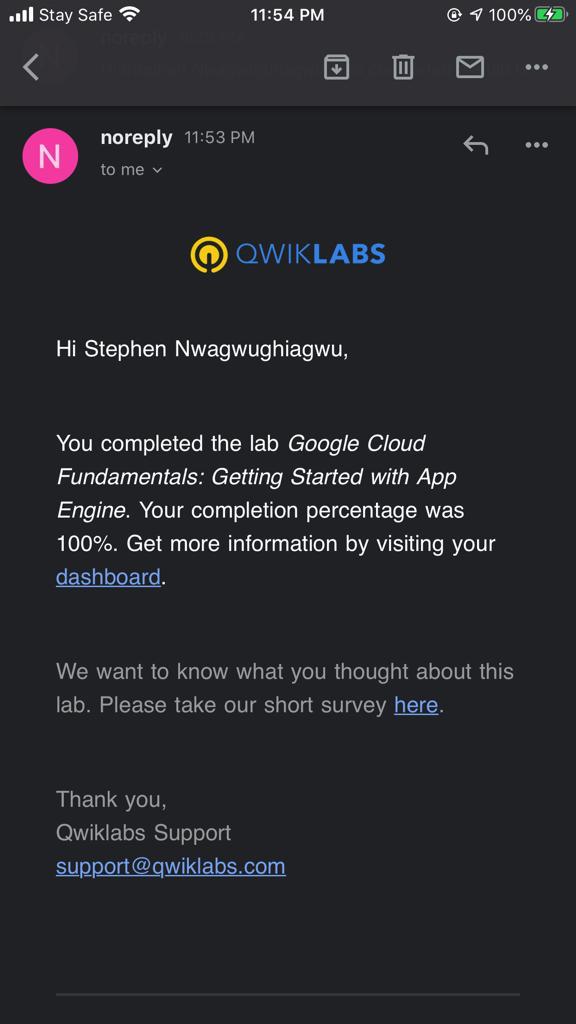 Stay Safe 11:54 PM 100%
noreply 11:53 PM
N
to me
QWIKLABS
Hi Stephen Nwagwughiagwu,
You completed the lab Google Cloud
Fundamentals: Getting Started with App
Engine. Your completion percentage was
100%. Get more information by visiting your
dashboard.
We want to know what you thought about this
lab. Please take our short survey here.
Thank you,
Qwiklabs Support
support@qwiklabs.com